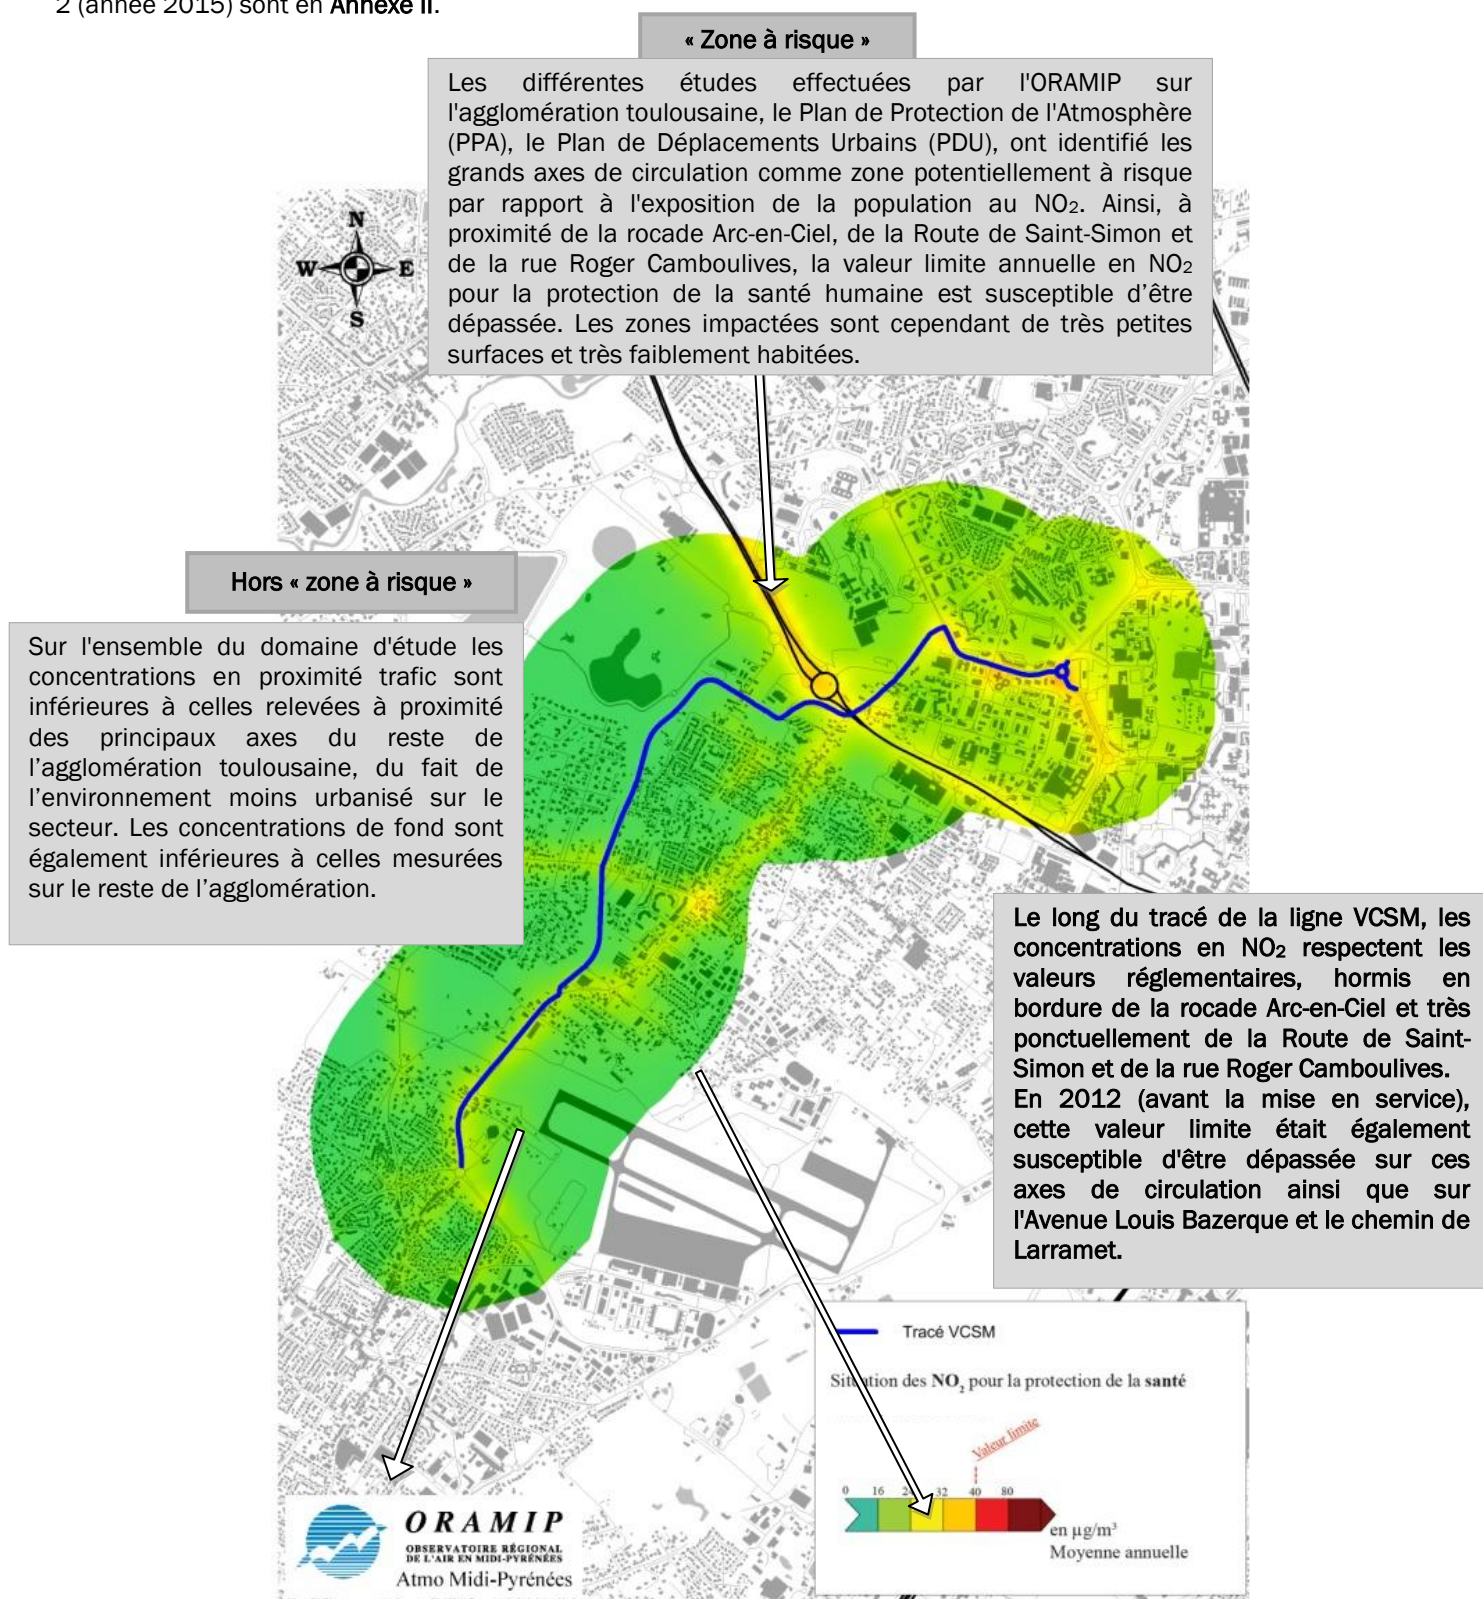 2 (année 2015) sont en Annexe II.
« Zone à risque »
Les différentes études effectuées par l'ORAMIP sur
l'agglomération toulousaine, le Plan de Protection de l'Atmosphère
(PPA), le Plan de Déplacements Urbains (PDU), ont identifié les
grands axes de circulation comme zone potentiellement à risque
par rapport à l'exposition de la population au NO2. Ainsi, à
proximité de la rocade Arc-en-Ciel, de la Route de Saint-Simon et
de la rue Roger Camboulives, la valeur limite annuelle en NO2
pour la protection de la santé humaine est susceptible d’être
dépassée. Les zones impactées sont cependant de très petites
surfaces et très faiblement habitées.
N
W E
S
Hors « zone à risque »
Sur l'ensemble du domaine d'étude les
concentrations en proximité trafic sont
inférieures à celles relevées à proximité
des principaux axes du reste de
l’agglomération toulousaine, du fait de
l’environnement moins urbanisé sur le
secteur. Les concentrations de fond sont
également inférieures à celles mesurées
sur le reste de l’agglomération.
Le long du tracé de la ligne VCSM, les
concentrations en NO2 respectent les
valeurs réglementaires, hormis en
bordure de la rocade Arc-en-Ciel et très
ponctuellement de la Route de Saint-
Simon et de la rue Roger Camboulives.
En 2012 (avant la mise en service),
cette valeur limite était également
susceptible d'être dépassée sur ces
axes de circulation ainsi que sur
l'Avenue Louis Bazerque et le chemin de
Larramet.
Tracé VCSM
Situation des NO2 pour la protection de la santé
Valeur limite
0 16 24 32 40 80
en µg/m³
Moyenne annuelle
ORAMIP
OBSERVATOIRE RÉGIONAL
DE L'AIR EN MIDI-PYRÉNÉES
Atmo Midi-Pyrénées